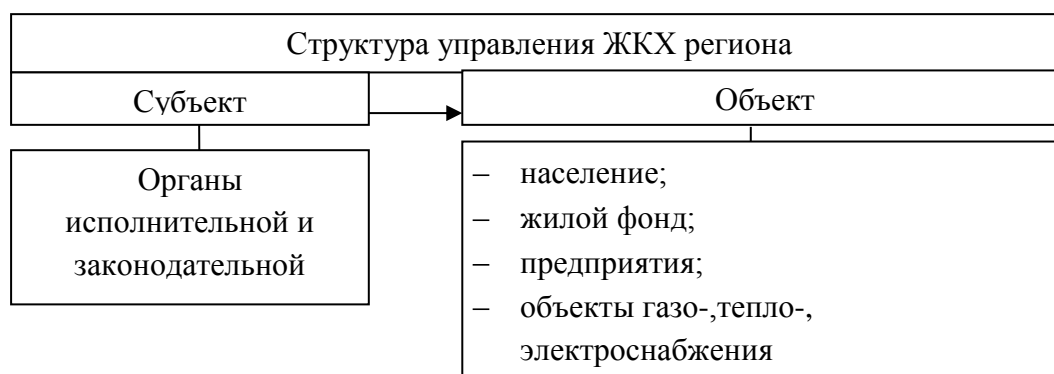 Структура управления ЖКХ региона
Субъект
Объект
Органы
исполнительной и
законодательной
– население;
– жилой фонд;
– предприятия;
– объекты газо-,тепло-,
электроснабжения